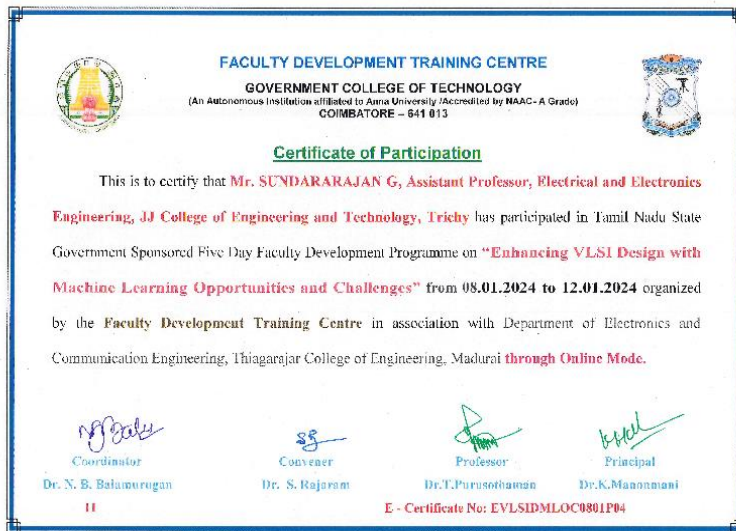 FACULTY DEVELOPMENT TRAINING CENTRE
GOVERNMENT COLLEGE OF TECHNOLOGY
(An Autonomous Institution affiliated to Anna University /Accredited by NAAC- A Grade)
COIMBATORE – 641 013
Certificate of Participation
This is to certify that Mr. SUNDARARAJAN G, Assistant Professor, Electrical and Electronics
Engineering, JJ College of Engineering and Technology, Trichy has participated in Tamil Nadu State
Government Sponsored Five Day Faculty Development Programme on "Enhancing VLSI Design with
Machine Learning Opportunities and Challenges" from 08.01.2024 to 12.01.2024 organized
by the Faculty Development Training Centre in association with Department of Electronics and
Communication Engineering, Thiagarajar College of Engineering, Madurai through Online Mode.
Coordinator Convener Professor Principal
Dr. N. B. Balamurugan Dr. S. Rajaram Dr.T.Purusothaman Dr.K.Manonmani
11 E - Certificate No: EVLSIDMLOC0801P04